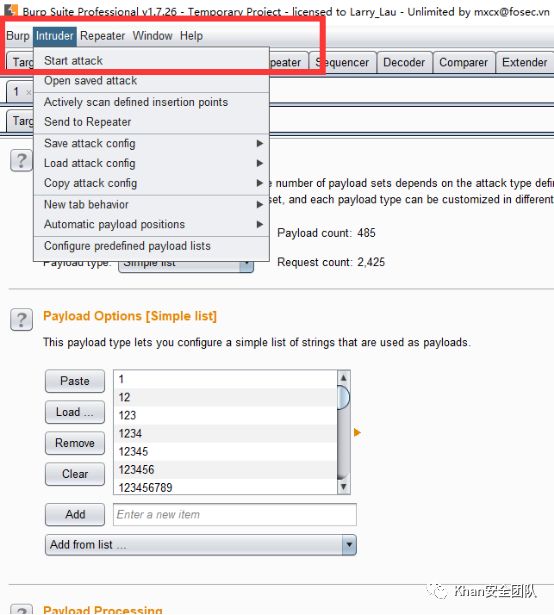 Burp Suite Professional v1.7.26 - Temporary Project - licensed to Larry_Lau - Unlimited by mxcx@fosec.vn
Burp Intruder Repeater Window Help
Start attack
Targ peater Sequencer Decoder Comparer Extender
Open saved attack
1 ×
Actively scan defined insertion points
Targ
Send to Repeater
Save attack config
Load attack config
Copy attack config
e number of payload sets depends on the attack type defin
New tab behavior
set, and each payload type can be customized in different
Automatic payload positions
Payload count: 485
Configure predefined payload lists
Payload type: Simple list
Request count: 2,425
? Payload Options [Simple list]
This payload type lets you configure a simple list of strings that are used as payloads.
Paste
Load ...
Remove
Clear
1
12
123
1234
12345
123456
123456789
Add
Enter a new item
Add from list ...
? Payload Processing
Khan安全团队